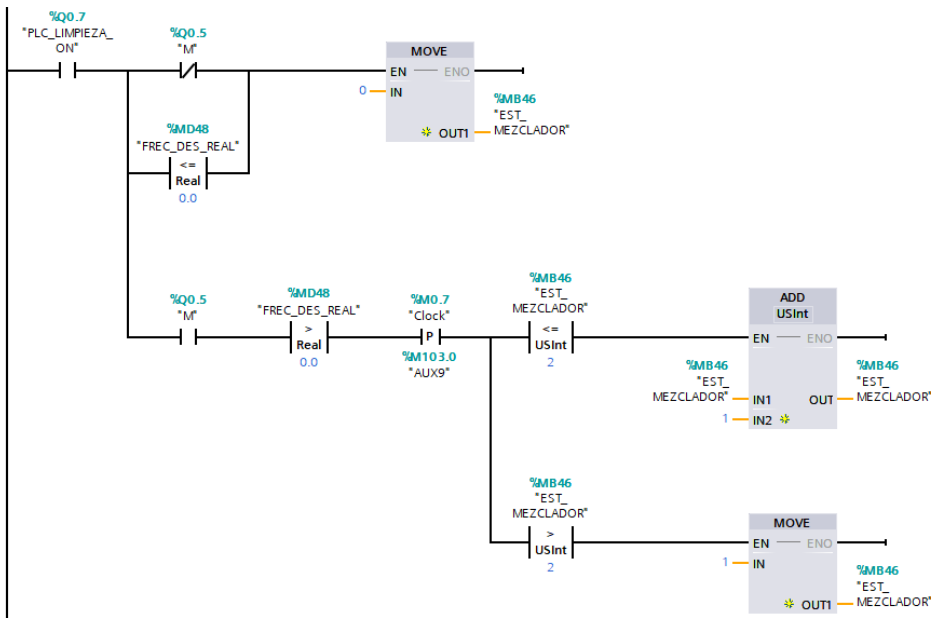 %Q0.7
"PLC_LIMPIEZA_
ON"
%Q0.5
"M"
MOVE
EN
ENO
0
IN
%MB46
"EST_
MEZCLADOR"
OUT1
%MD48
"FREC_DES_REAL"
<=
Real
0.0
%Q0.5
"M"
%MD48
"FREC_DES_REAL"
>
Real
0.0
%M0.7
"Clock"
P
%M103.0
"AUX9"
%MB46
"EST_
MEZCLADOR"
<=
USInt
2
ADD
USInt
EN
ENO
%MB46
"EST_
MEZCLADOR"
IN1
1
IN2
OUT
%MB46
"EST_
MEZCLADOR"
%MB46
"EST_
MEZCLADOR"
>
USInt
2
MOVE
EN
ENO
1
IN
OUT1
%MB46
"EST_
MEZCLADOR"